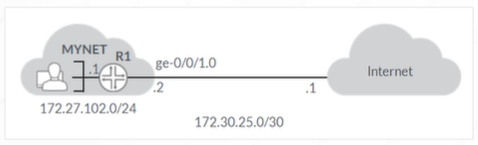 MYNET
R1
ge-0/0/1.0
.1
.2
.1
Internet
172.27.102.0/24
172.30.25.0/30